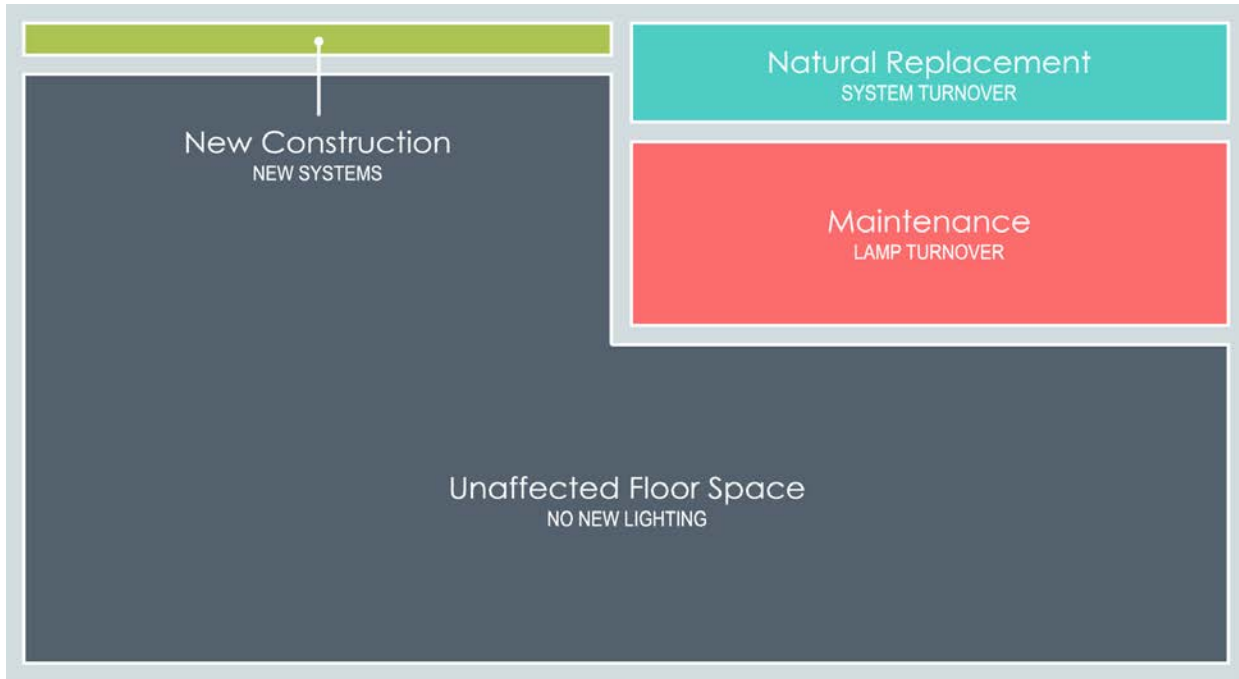 New Construction
NEW SYSTEMS
Natural Replacement
SYSTEM TURNOVER
Maintenance
LAMP TURNOVER
Unaffected Floor Space
NO NEW LIGHTING